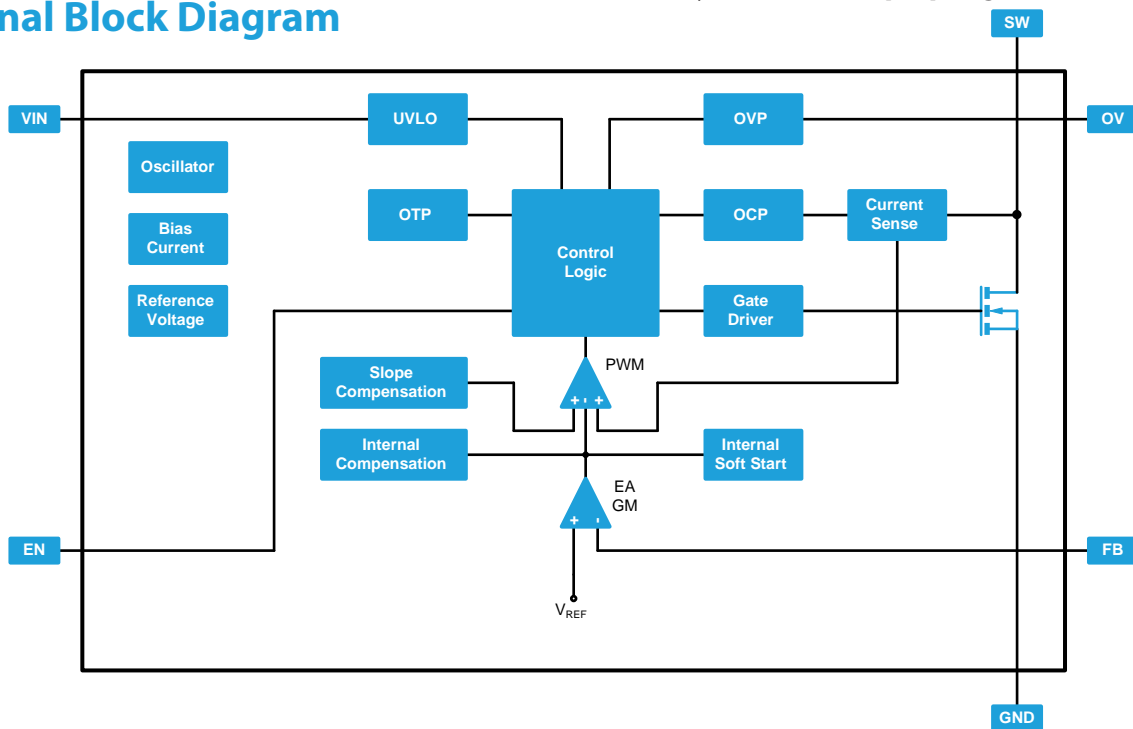 nal Block Diagram
SW
VIN
UVLO
OVP
OV
Oscillator
OTP
OCP
Current
Sense
Bias
Current
Control
Logic
Reference
Voltage
Gate
Driver
PWM
Slope
Compensation
+ - +
Internal
Compensation
Internal
Soft Start
EA
GM
+ -
EN
FB
VREF
GND